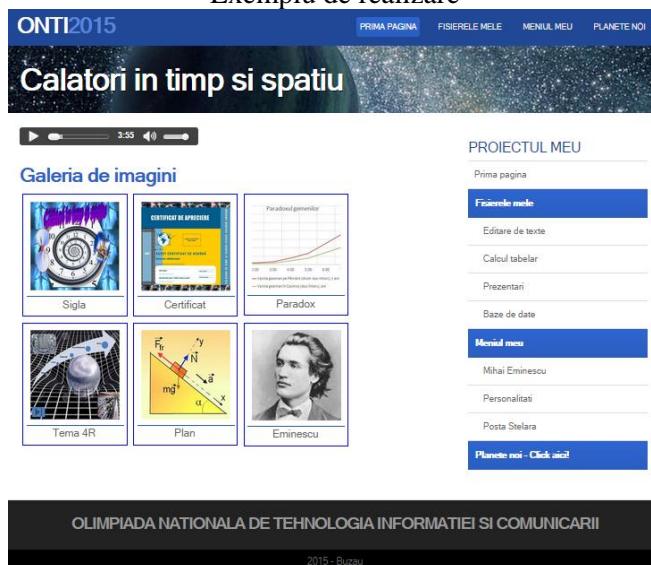 Exemplu de realizare
ONTI2015
PRIMA PAGINA FISIERELE MELE MENIUL MEU PLANETE NOI
Calatori in timp si spatiu
3:55
PROIECTUL MEU
Prima pagina
Fisierele mele
Editare de texte
Calcul tabelar
Prezentari
Baze de date
Meniul meu
Mihai Eminescu
Personalitati
Posta Stelara
Planete noi - Click aici!
Galeria de imagini
CERTIFICAT DE APRECIERE
Paradoxul gemenilor
Sigla
Certificat
Paradox
Ffr
y
N
a
mg
x
α
Tema 4R
Plan
Eminescu
OLIMPIADA NATIONALA DE TEHNOLOGIA INFORMATIEI SI COMUNICARII
2015 - Buzau